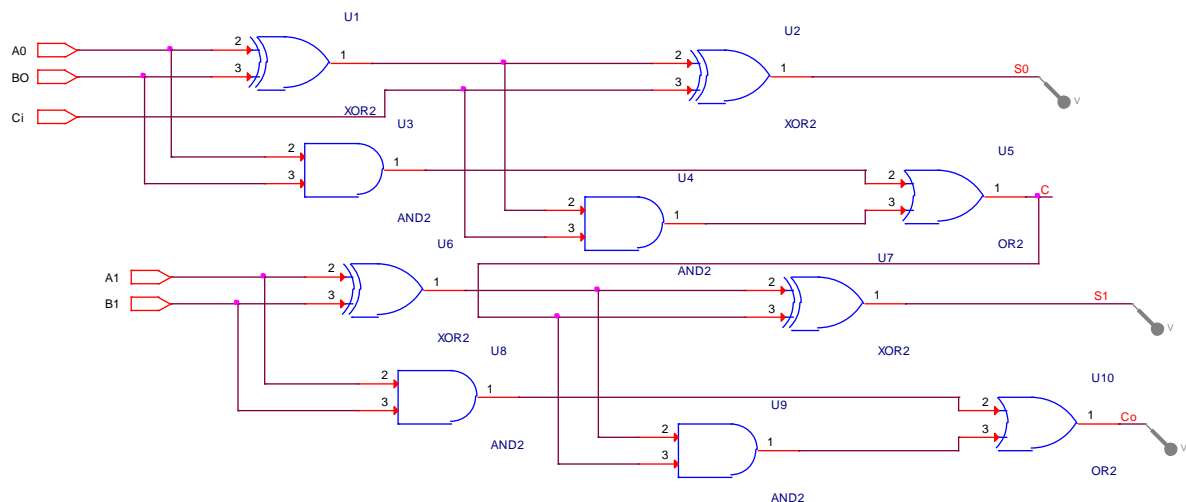 U1
U2
A0
2
1
2
1
S0
BO
3
3
V
Ci
XOR2
U3
XOR2
2
1
U5
3
U4
2
1
C
3
AND2
2
1
3
U6
OR2
AND2
U7
A1
2
1
2
1
S1
B1
3
3
V
XOR2
U8
XOR2
2
1
U10
3
U9
2
1
Co
3
AND2
2
1
V
3
OR2
AND2